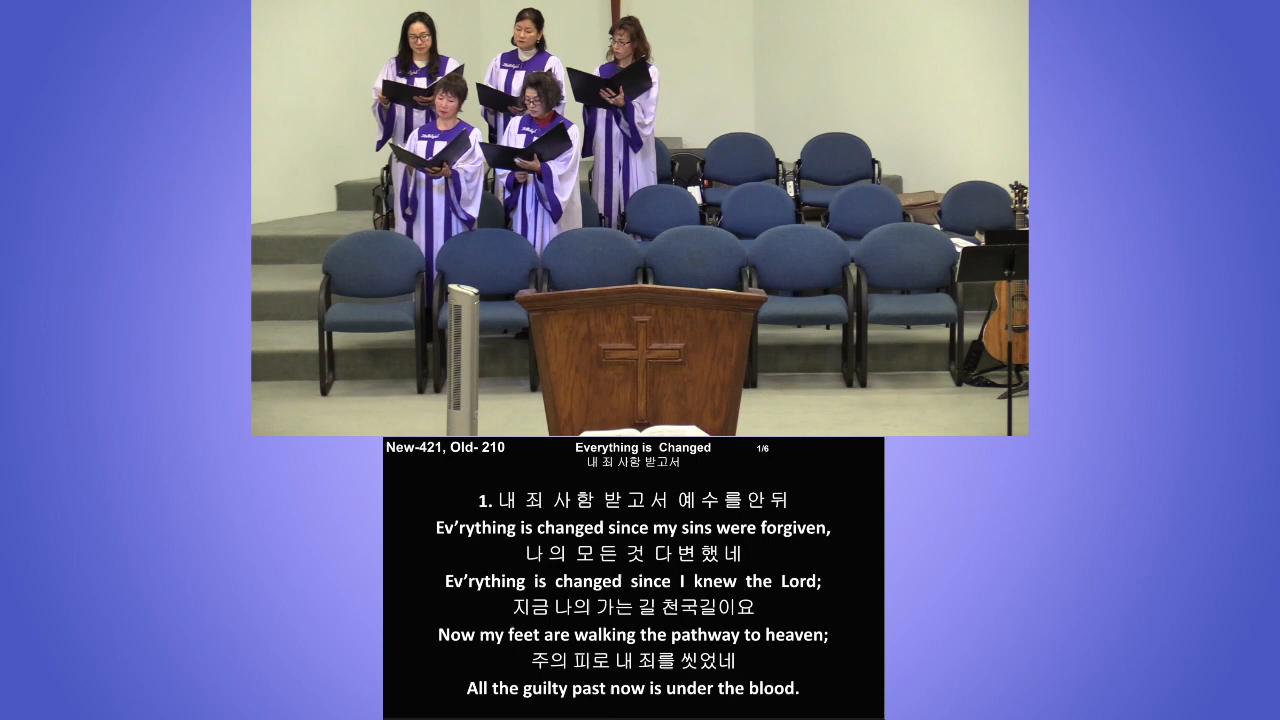 New-421, Old- 210
Everything is Changed
1/6
내 죄 사함 받고서
1. 내 죄 사함 받고서 예수를안뒤
Ev’rything is changed since my sins were forgiven,
나의 모든 것 다변했네
Ev’rything is changed since I knew the Lord;
지금 나의 가는 길 천국길이요
Now my feet are walking the pathway to heaven;
주의 피로 내 죄를 씻었네
All the guilty past now is under the blood.